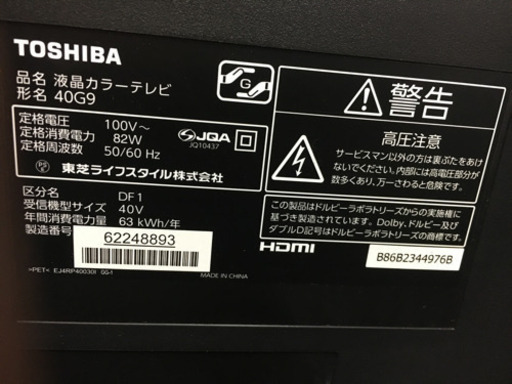 TOSHIBA
品名 液晶カラーテレビ
形名 40G9
定格電圧 100V～
定格消費電力 82W
定格周波数 50/60 Hz
PS
E
東芝ライフスタイル株式会社
G
JQA
JQ10437
区分名 DF1
受信機型サイズ 40V
年間消費電力量 63 kWh/年
製造番号
62248893
>PET< EJ4RP40030I GG-1
MADE IN CHINA
警告
高圧注意
サービスマン以外の方は裏ぶたをあけ
ないでください。内部には高電圧部分が
数多くあり、万一さわると危険です。
この製品はドルビーラボラトリーズからの実施権に
基づき製造されています。Dolby、ドルビー及び
ダブルD記号はドルビーラボラトリーズの商標です。
HDMI
B86B2344976B